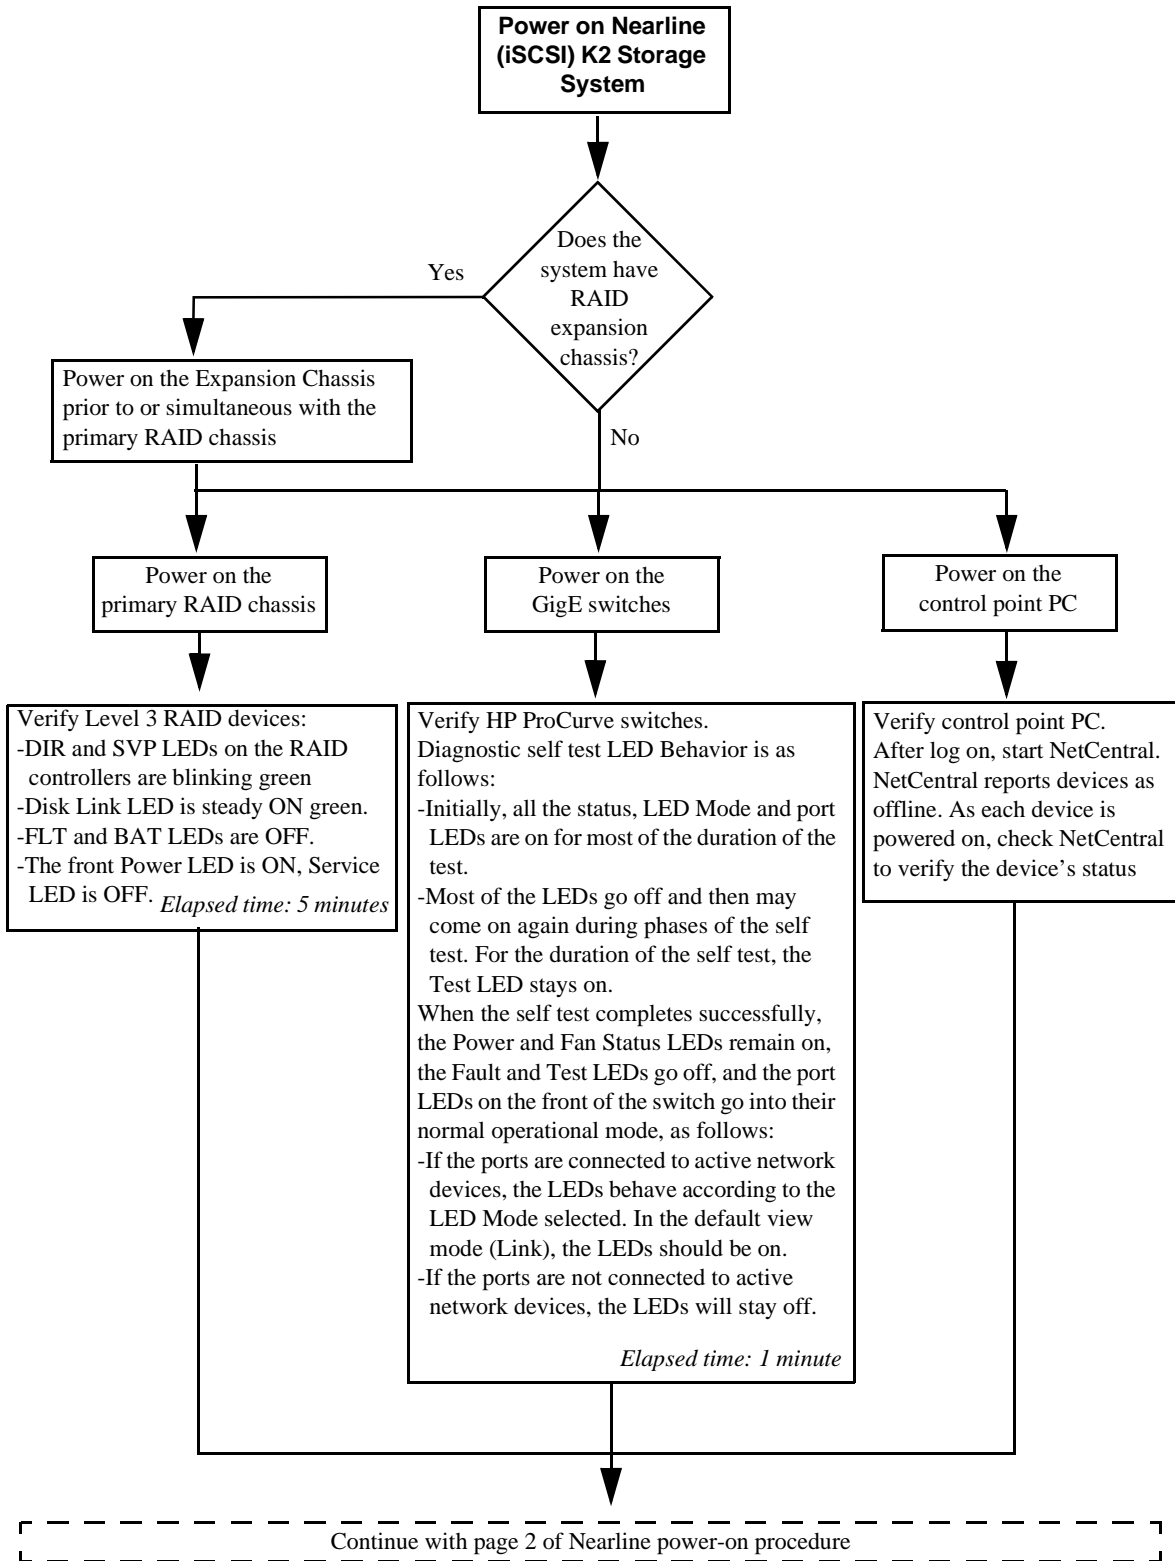 Power on Nearline
(iSCSI) K2 Storage
System
Does the
system have
RAID
expansion
chassis?
Yes
No
Power on the Expansion Chassis
prior to or simultaneous with the
primary RAID chassis
Power on the
primary RAID chassis
Power on the
GigE switches
Power on the
control point PC
Verify Level 3 RAID devices:
-DIR and SVP LEDs on the RAID
controllers are blinking green
-Disk Link LED is steady ON green.
-FLT and BAT LEDs are OFF.
-The front Power LED is ON, Service
LED is OFF. Elapsed time: 5 minutes
Verify HP ProCurve switches.
Diagnostic self test LED Behavior is as
follows:
-Initially, all the status, LED Mode and port
LEDs are on for most of the duration of the
test.
-Most of the LEDs go off and then may
come on again during phases of the self
test. For the duration of the self test, the
Test LED stays on.
When the self test completes successfully,
the Power and Fan Status LEDs remain on,
the Fault and Test LEDs go off, and the port
LEDs on the front of the switch go into their
normal operational mode, as follows:
-If the ports are connected to active network
devices, the LEDs behave according to the
LED Mode selected. In the default view
mode (Link), the LEDs should be on.
-If the ports are not connected to active
network devices, the LEDs will stay off.
Elapsed time: 1 minute
Verify control point PC.
After log on, start NetCentral.
NetCentral reports devices as
offline. As each device is
powered on, check NetCentral
to verify the device’s status
Continue with page 2 of Nearline power-on procedure